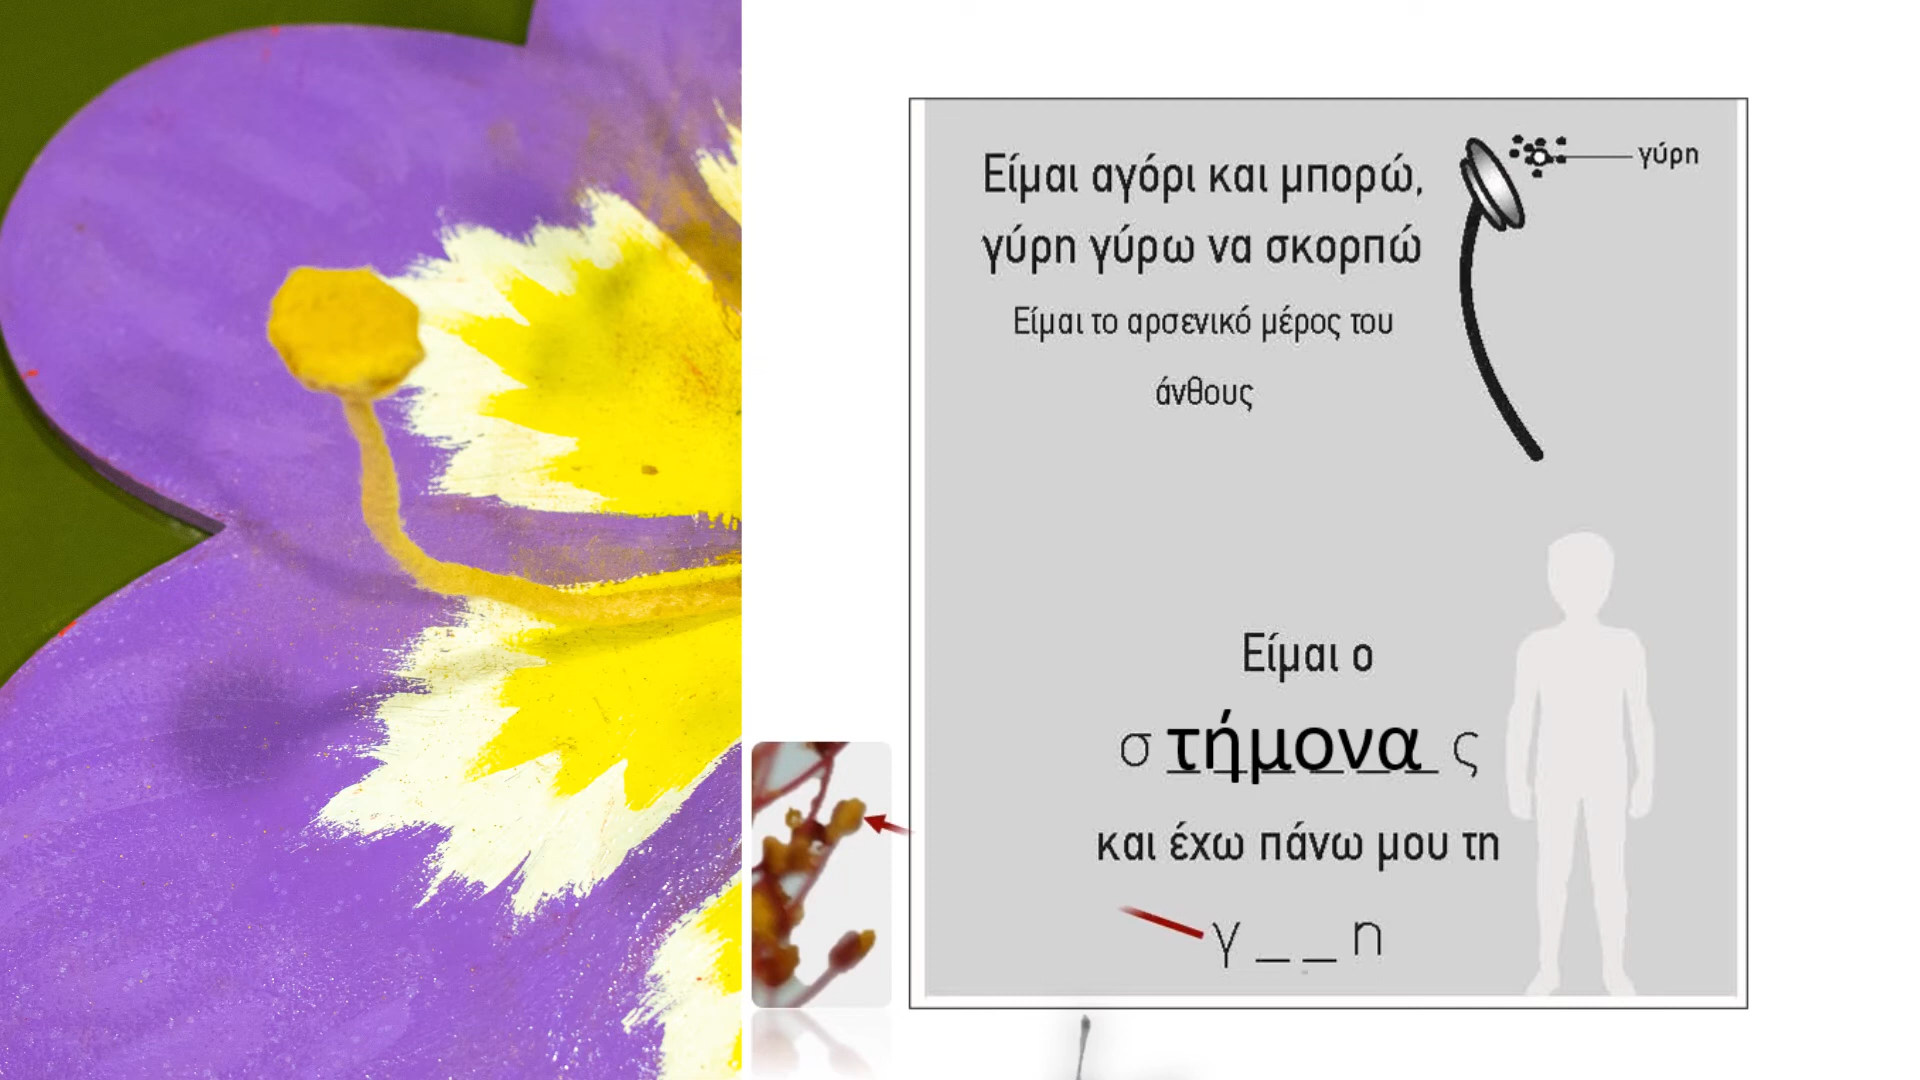 Είμαι αγόρι και μπορώ,
γύρη γύρω να σκορπώ
Είμαι το αρσενικό μέρος του
άνθους
γύρη
Είμαι ο
στήμονας
και έχω πάνω μου τη
γ _ _ η